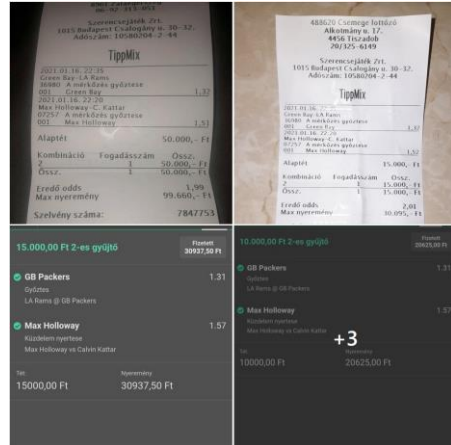 06-92-313-053
Szerencsejáték Zrt.
1015 Budapest Csalogány u. 30-32.
Adószám: 10580204-2-44
TippMix
2021.01.16. 22:35
Green Bay-LA Rams
36980 A mérkőzés győztese
001 Green Bay 1,32
2021.01.16. 22:20
Max Holloway-C. Kattar
07257 A mérkőzés győztese
001 Max Holloway 1,51
Alaptét 50.000,- Ft
Kombináció Fogadásszám Össz.
2 1 50.000,- Ft
Össz. 1 50.000,- Ft
Eredő odds 1,99
Max nyeremény 99.660,- Ft
Szelvény száma: 7847753
488620 Csemege lottózó
Alkotmány u. 17.
4456 Tiszadob
20/325-6149
Szerencsejáték Zrt.
1015 Budapest Csalogány u. 30-32.
Adószám: 10580204-2-44
TippMix
2021.01.16. 22:35
Green Bay-LA Rams
36980 A mérkőzés győztese
001 Green Bay
2021.01.16. 22:20
Max Holloway-C. Kattar
07257 A mérkőzés győztese
001 Max Holloway
Alaptét 15.000,- Ft
Kombináció Fogadásszám Össz.
2 1 15.000,- Ft
Össz. 1 15.000,- Ft
Eredő odds 2,01
Max nyeremény 30.095,- Ft
15.000,00 Ft 2-es gyűjtő
Fizetett
30937,50 Ft
GB Packers 1.31
Győztes
LA Rams @ GB Packers
Max Holloway 1.57
Küzdelem nyertese
Max Holloway vs Calvin Kattar
Tét Nyeremény
15000,00 Ft 30937,50 Ft
10.000,00 Ft 2-es gyűjtő
Fizetett
20625,00 Ft
GB Packers 1.31
Győztes
LA Rams @ GB Packers
Max Holloway 1.57
Küzdelem nyertese
Max Holloway vs Calvin Kattar
+3
Tét Nyeremény
10000,00 Ft 20625,00 Ft